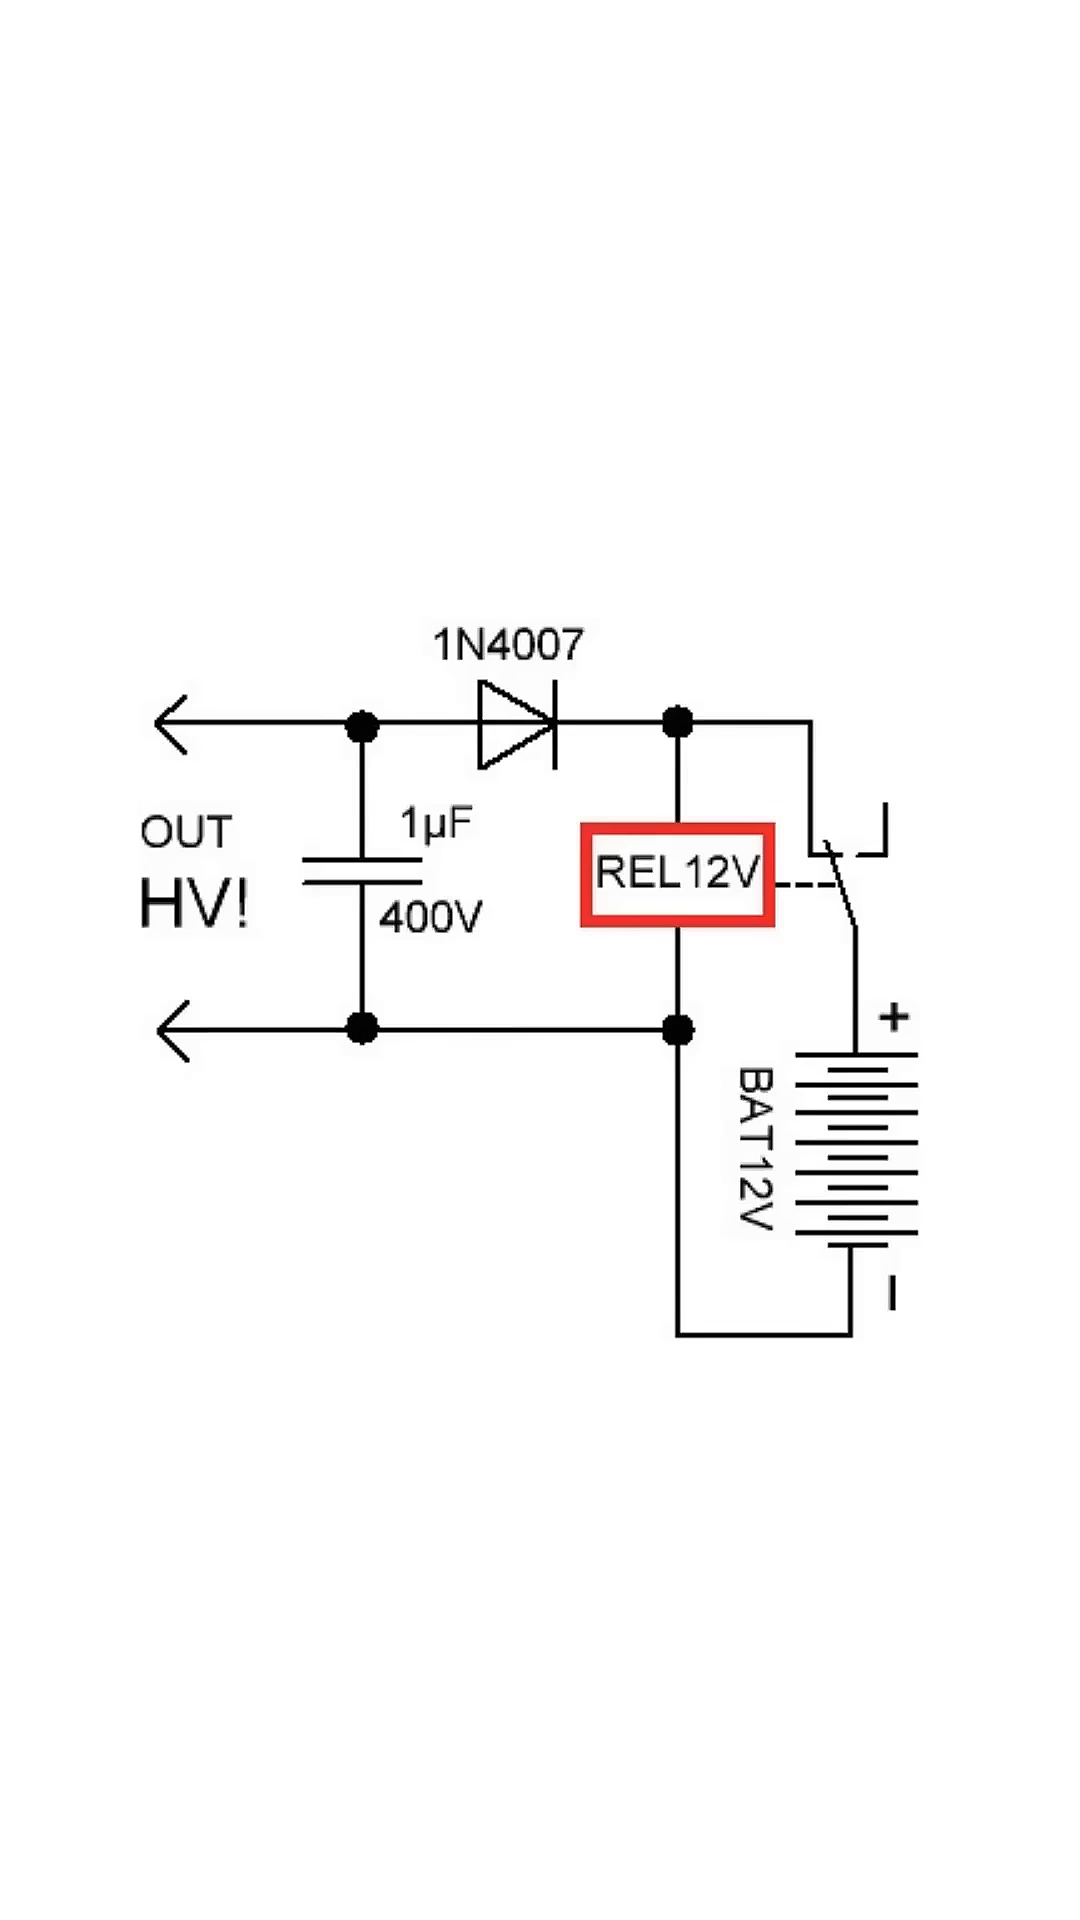 1N4007
OUT
HV!
1µF
400V
REL12V
+
BAT12V
-